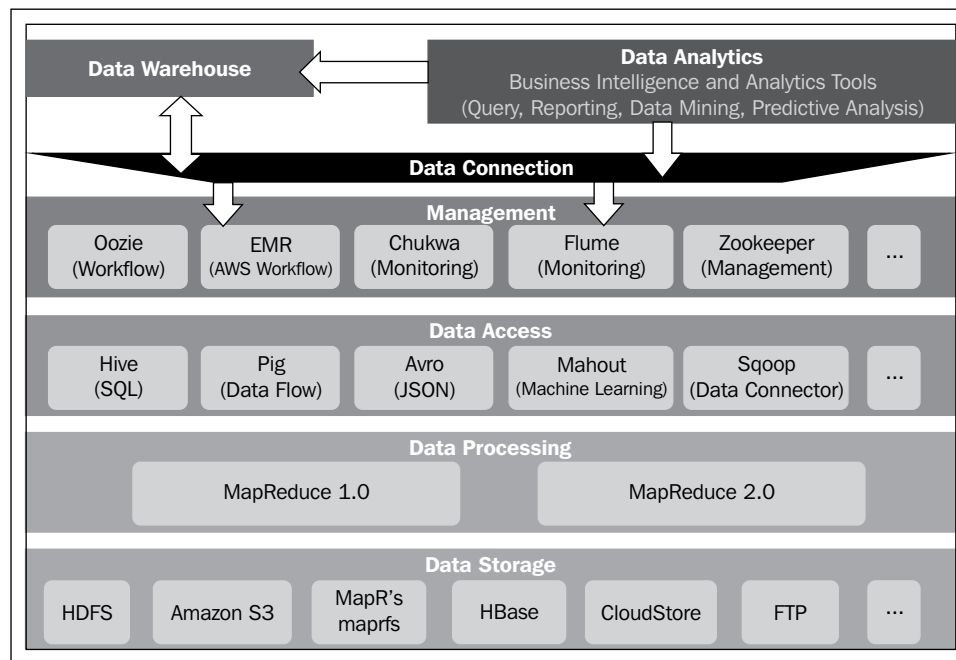 Data Warehouse
Data Analytics
Business Intelligence and Analytics Tools
(Query, Reporting, Data Mining, Predictive Analysis)
Data Connection
Management
Oozie
(Workflow)
EMR
(AWS Workflow)
Chukwa
(Monitoring)
Flume
(Monitoring)
Zookeeper
(Management)
...
Data Access
Hive
(SQL)
Pig
(Data Flow)
Avro
(JSON)
Mahout
(Machine Learning)
Sqoop
(Data Connector)
...
Data Processing
MapReduce 1.0
MapReduce 2.0
Data Storage
HDFS
Amazon S3
MapR's
maprfs
HBase
CloudStore
FTP
...